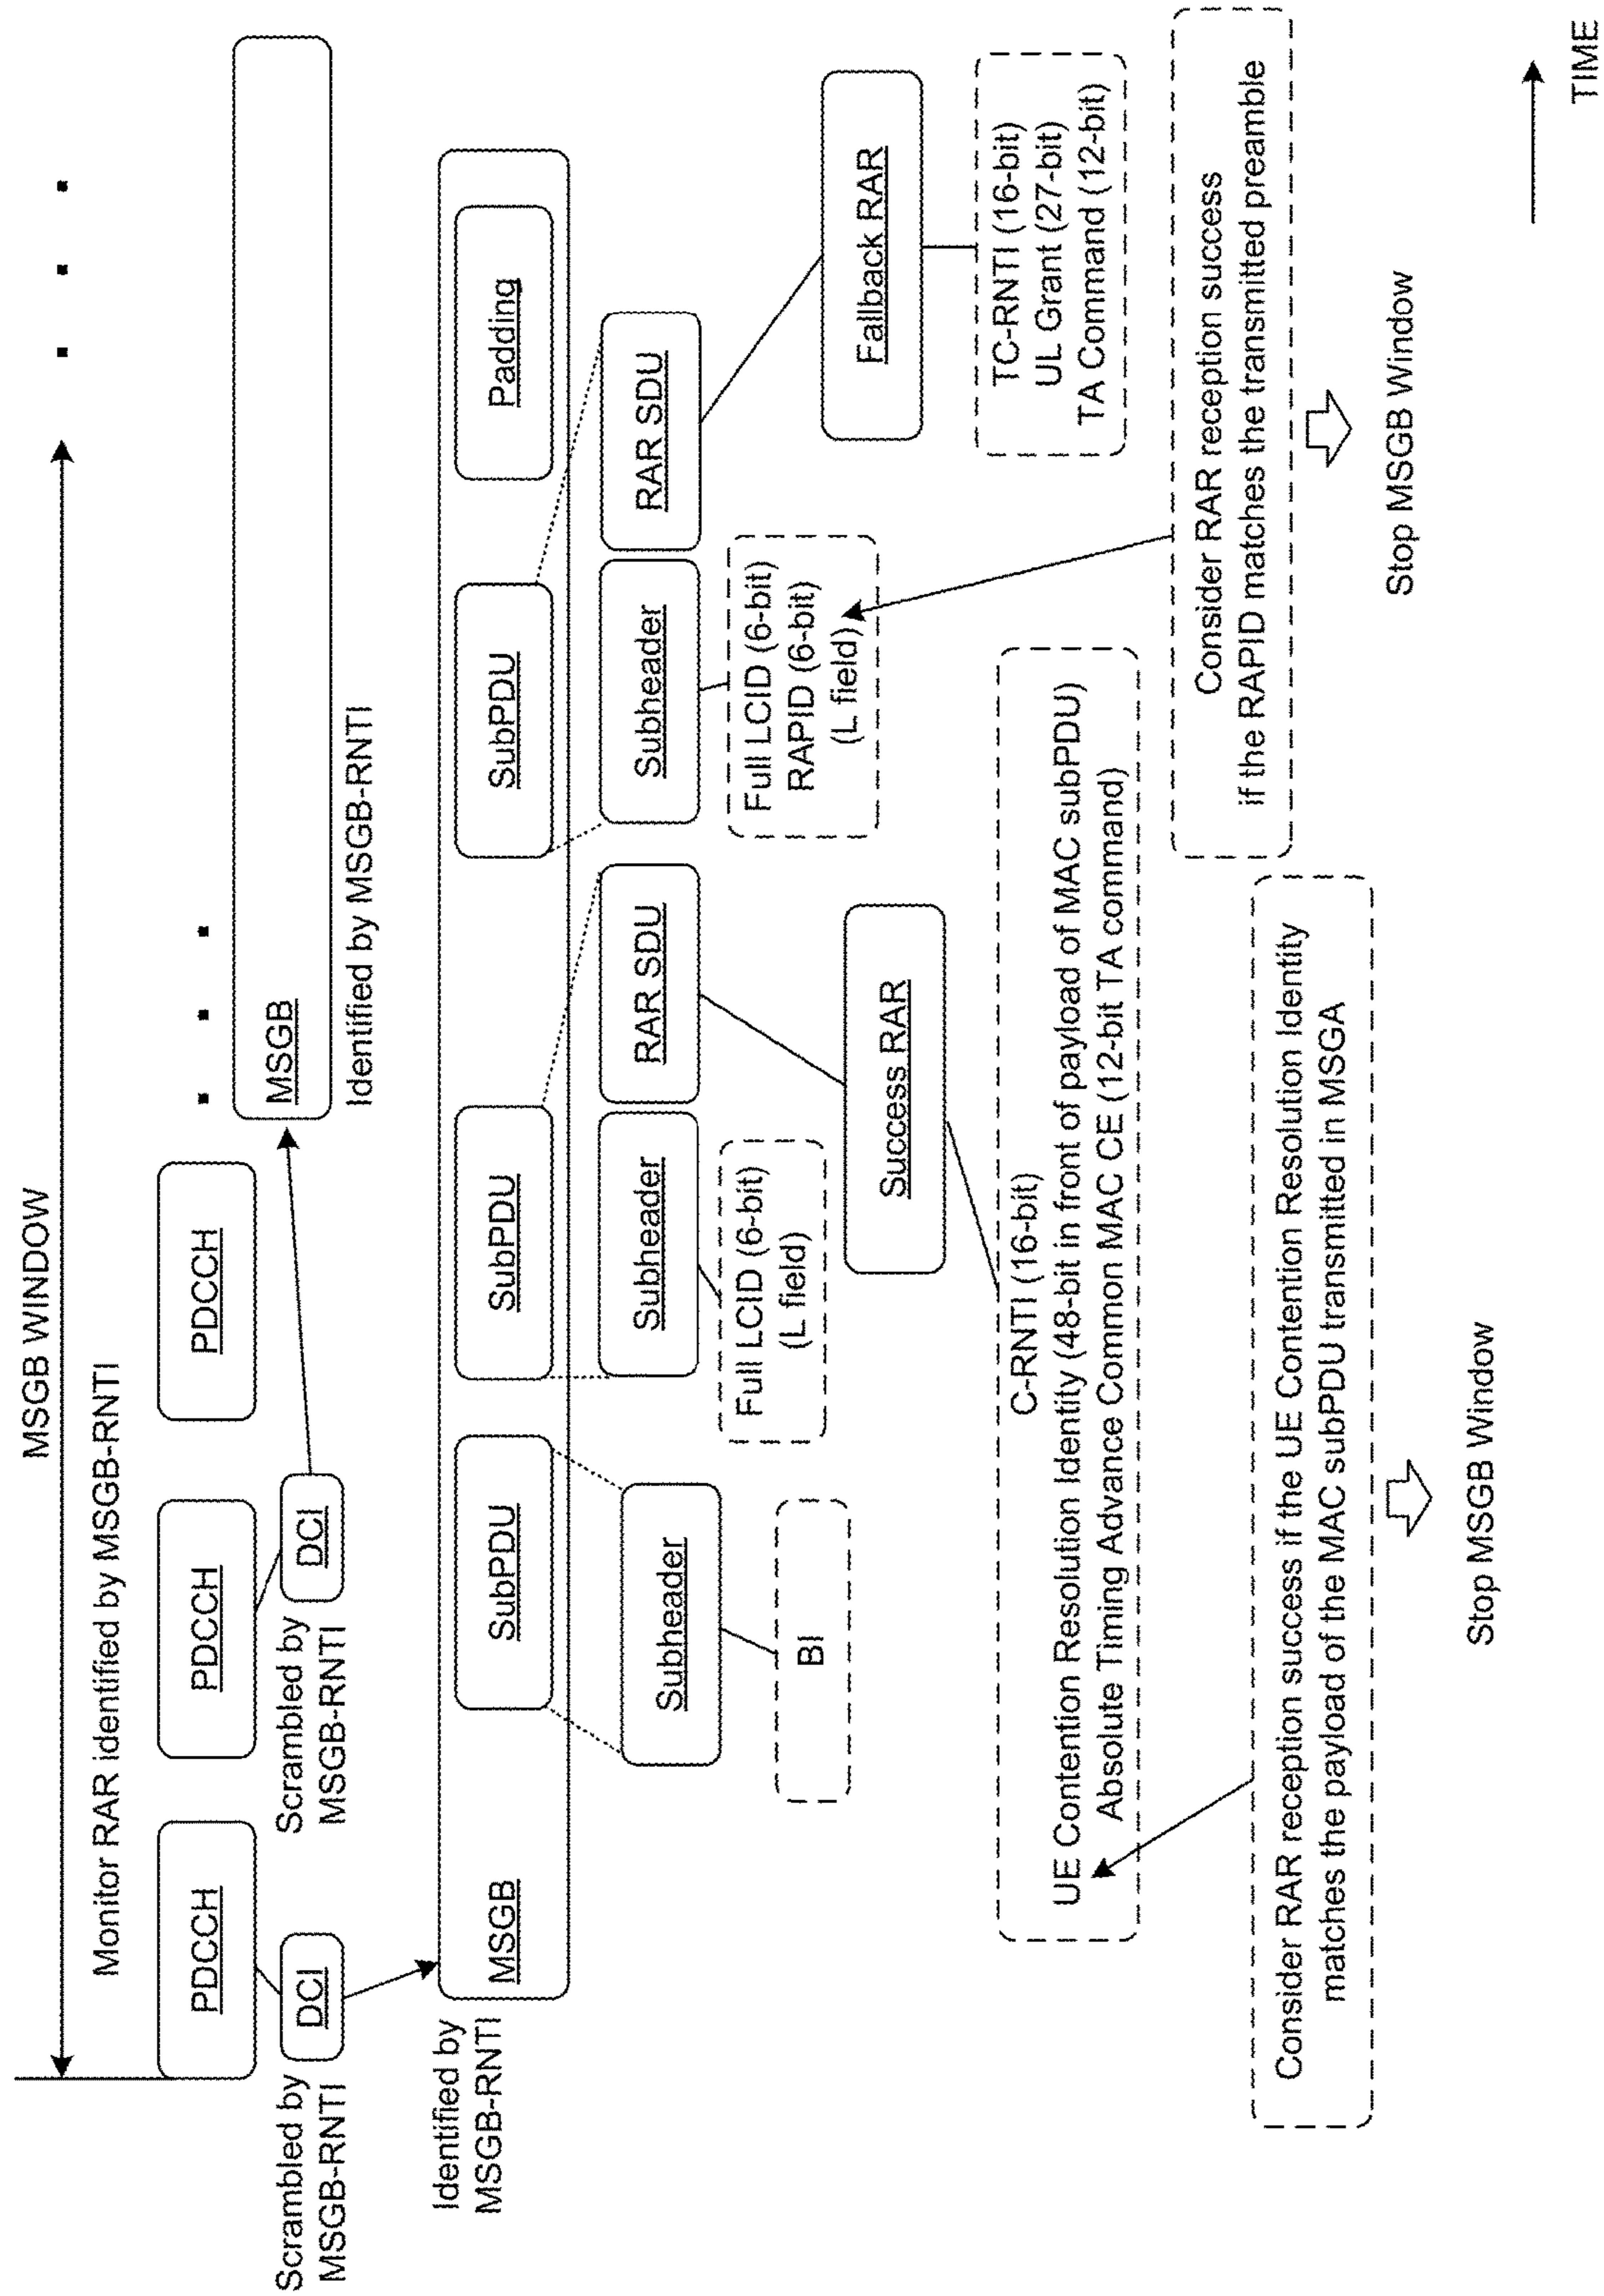 MSGB WINDOW
Monitor RAR identified by MSGB-RNTI
PDCCH
PDCCH
PDCCH
DCI
Scrambled by
MSGB-RNTI
DCI
Scrambled by
MSGB-RNTI
MSGB
Identified by MSGB-RNTI
MSGB
Identified by
MSGB-RNTI
SubPDU
SubPDU
SubPDU
Padding
Subheader
BI
Subheader
RAR SDU
Full LCID (6-bit)
(L field)
Subheader
RAR SDU
Full LCID (6-bit)
RAPID (6-bit)
(L field)
Success RAR
Fallback RAR
C-RNTI (16-bit)
UE Contention Resolution Identity (48-bit in front of payload of MAC subPDU)
Absolute Timing Advance Common MAC CE (12-bit TA command)
TC-RNTI (16-bit)
UL Grant (27-bit)
TA Command (12-bit)
Consider RAR reception success if the UE Contention Resolution Identity
matches the payload of the MAC subPDU transmitted in MSGA
Stop MSGB Window
Consider RAR reception success
if the RAPID matches the transmitted preamble
Stop MSGB Window
TIME